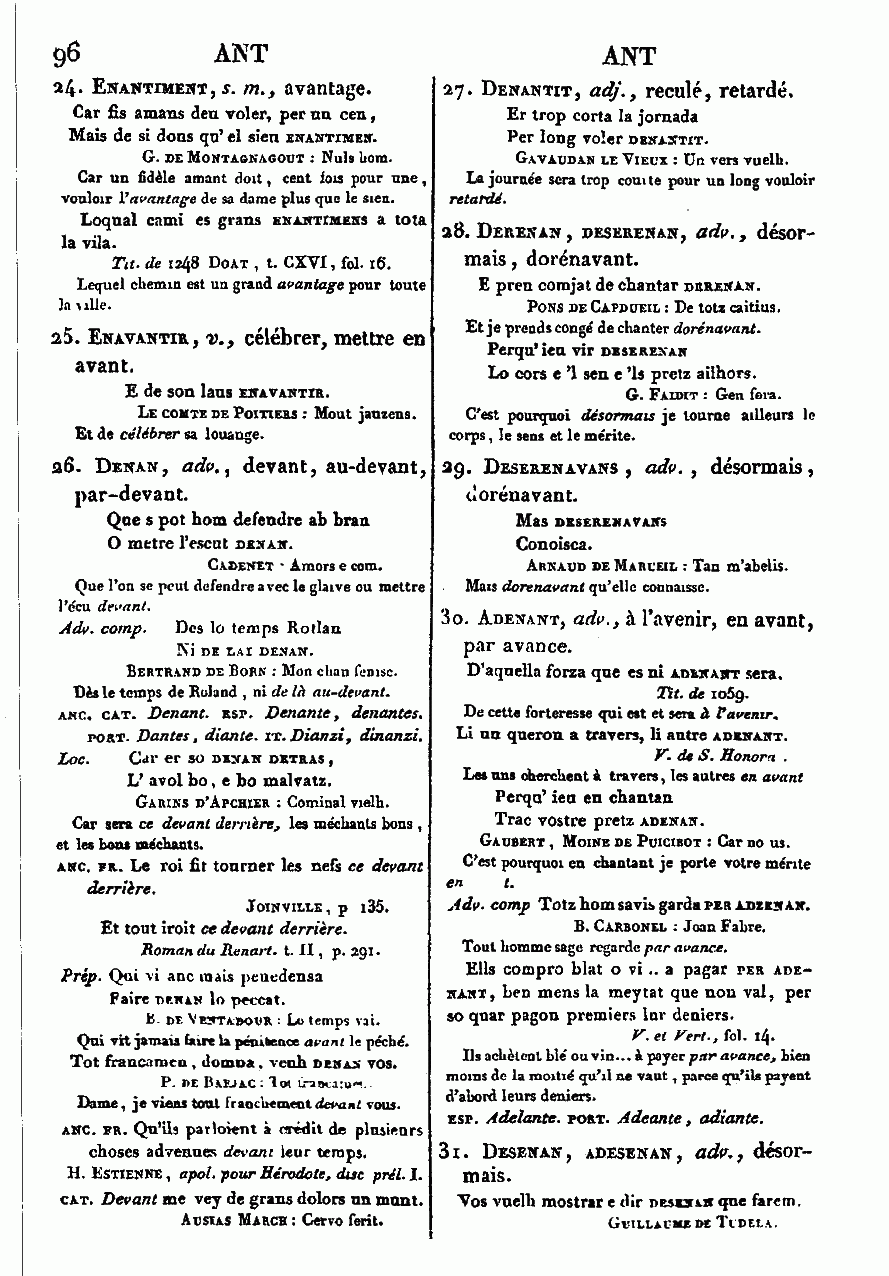 96 ANT ANT
24. Enantiment, s. m., avantage.
Car fis amans deu voler, per un cen,
Mais de si dons qu'el sien enantimen.
G. de Montagnagout : Nuls hom.
Car un fidèle amant doit, cent fois pour une,
vouloir l'avantage de sa dame plus que le sien.
Loqual cami es grans enantimens a tota
la vila.
Tit. de 1248 Doat, t. CXVI, fol. 16.
Lequel chemin est un grand avantage pour toute
la ville.
25. Enavantir, v., célébrer, mettre en
avant.
E de son laus enavantir.
Le comte de Poitiers : Mout jauzens.
Et de célébrer sa louange.
26. Denan, adv., devant, au-devant,
par-devant.
Que s pot hom defendre ab bran
O metre l'escut denan.
Cadenet : Amors e com.
Que l'on se peut defendre avec le glaive ou mettre
l'écu devant.
Adv. comp. Des lo temps Rotlan
Ni de lai denan.
Bertrand de Born : Mon chan fenisc.
Dès le temps de Roland, ni de là au-devant.
anc. cat. Denant. esp. Denante, denantes.
port. Dantes, diante. it. Dianzi, dinanzi.
Loc. Car er so denan detras,
L'avol bo, e bo malvatz.
Garins d'Apchier : Cominal vielh.
Car sera ce devant derrière, les méchants bons,
et les bons méchants.
anc. fr. Le roi fit tourner les nefs ce devant
derrière.
Joinville, p 135.
Et tout iroit ce devant derrière.
Roman du Renart. t. II, p. 291.
Prép. Qui vi anc mais penedensa
Faire denan lo peccat.
B. de Ventadour : Lo temps vai.
Qui vit jamais faire la pénitence avant le péché.
Tot francamen, domna, venh denan vos.
P. de Barjac : Tot francamen.
Dame, je viens tout franchement devant vous.
anc. fr. Qu'ils parloient à crédit de plusieurs
choses advenues devant leur temps.
H. Estienne, apol. pour Hérodote, disc prél. I.
cat. Devant me vey de grans dolors un munt.
Ausias March : Cervo ferit.
27. Denantit, adj., reculé, retardé.
Er trop corta la jornada
Per long voler denantit.
Gavaudan le Vieux : Un vers vuelh.
La journée sera trop courte pour un long vouloir
retardé.
28. Derenan, deserenan, adv., désor-
mais, dorénavant.
E pren comjat de chantar derenan.
Pons de Capdueil : De totz caitius.
Et je prends congé de chanter dorénavant.
Perqu'ieu vir deserenan
Lo cors e 'l sen e 'ls pretz ailhors.
G. Faidit : Gen fora.
C'est pourquoi désormais je tourne ailleurs le
corps, le sens et le mérite.
29. Deserenavans, adv., désormais,
dorénavant.
Mas deserenavans
Conoisca.
Arnaud de Marueil : Tan m'abelis.
Mais dorenavant qu'elle connaisse.
30. Adenant, adv., à l'avenir, en avant,
par avance.
D'aquella forza que es ni adenant sera.
Tit. de 1059.
De cette forteresse qui est et sera à l'avenir.
Li un queron a travers, li autre adenant.
V. de S. Honorn .
Les uns cherchent à travers, les autres en avant
Perqu'ieu en chantan
Trac vostre pretz adenan.
Gaubert, Moine de Puicibot : Car no us.
C'est pourquoi en chantant je porte votre mérite
en t.
Adv. comp Totz hom savis garda per adzenan.
B. Carbonel : Joan Fabre.
Tout homme sage regarde par avance.
Ells compro blat o vi .. a pagar per ade-
nant, ben mens la meytat que non val, per
so quar pagon premiers lur deniers.
V. et Vert., fol. 14.
Ils achètent blé ou vin... à payer par avance, bien
moins de la moitié qu'il ne vaut, parce qu'ils payent
d'abord leurs deniers.
esp. Adelante. port. Adeante, adiante.
31. Desenan, adesenan, adv., désor-
mais.
Vos vuelh mostrar e dir desenan que farem.
Guillaume de Tudela.